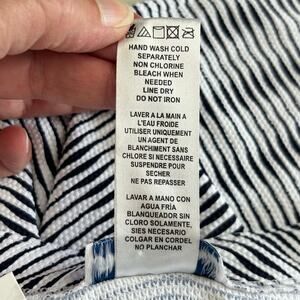 HAND WASH COLD
SEPARATELY
NON CHLORINE
BLEACH WHEN
NEEDED
LINE DRY
DO NOT IRON
LAVER A LA MAIN A
L'EAU FROIDE
UTILISER UNIQUEMENT
UN AGENT DE
BLANCHIMENT SANS
CHLORE SI NECESSAIRE
SUSPENDRE POUR
SECHER
NE PAS REPASSER
LAVAR A MANO CON
AGUA FRÍA
BLANQUEADOR SIN
CLORO SOLAMENTE,
SIES NECESARIO
COLGAR EN CORDEL
NO PLANCHAR